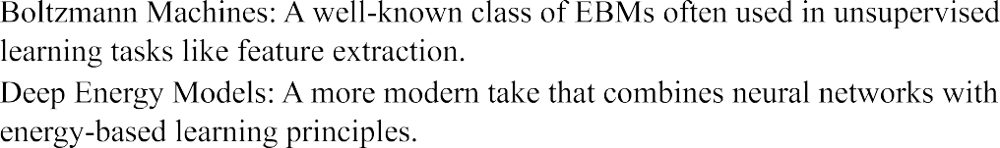 Boltzmann Machines: A well-known class of EBMs often used in unsupervised
learning tasks like feature extraction.
Deep Energy Models: A more modern take that combines neural networks with
energy-based learning principles.